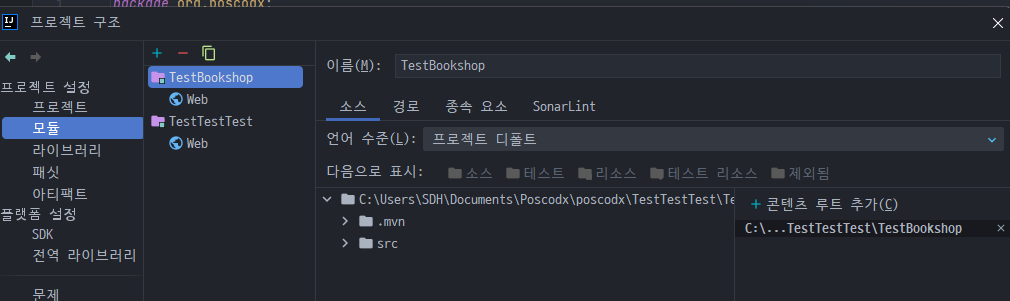 package org.poscodx;
프로젝트 구조
프로젝트 설정
프로젝트
모듈
라이브러리
패싯
아티팩트
플랫폼 설정
SDK
전역 라이브러리
문제
TestBookshop
Web
TestTestTest
Web
이름(M): TestBookshop
소스 경로 종속 요소 SonarLint
언어 수준(L): 프로젝트 디폴트
다음으로 표시: 소스 테스트 리소스 테스트 리소스 제외됨
C:\Users\SDH\Documents\Poscodx\poscodx\TestTestTest\Te
.mvn
src
콘텐츠 루트 추가(C)
C:\...TestTestTest\TestBookshop